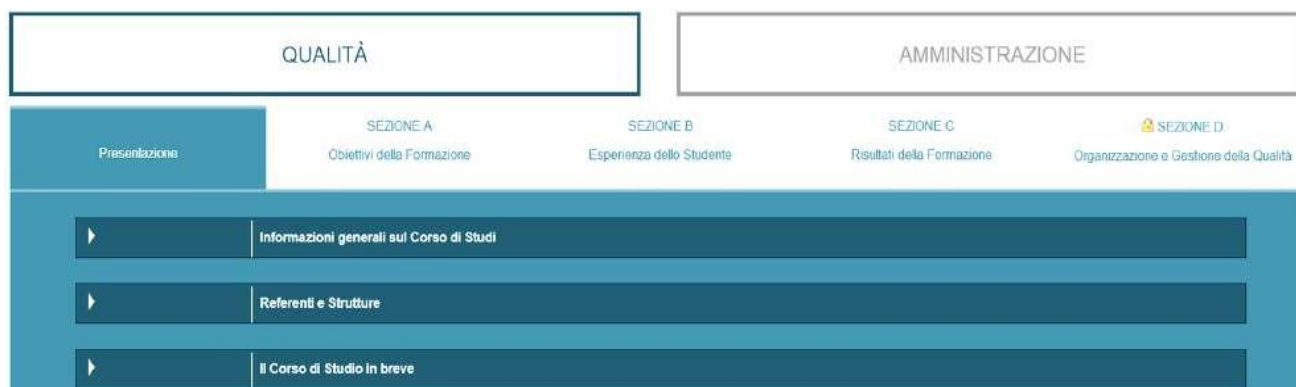 QUALITÀ
AMMINISTRAZIONE
Presentazione
SEZIONE A
Obiettivi della Formazione
SEZIONE B
Esperienza dello Studente
SEZIONE C
Risultati della Formazione
SEZIONE D
Organizzazione e Gestione della Qualità
Informazioni generali sul Corso di Studi
Referenti e Strutture
Il Corso di Studio in breve